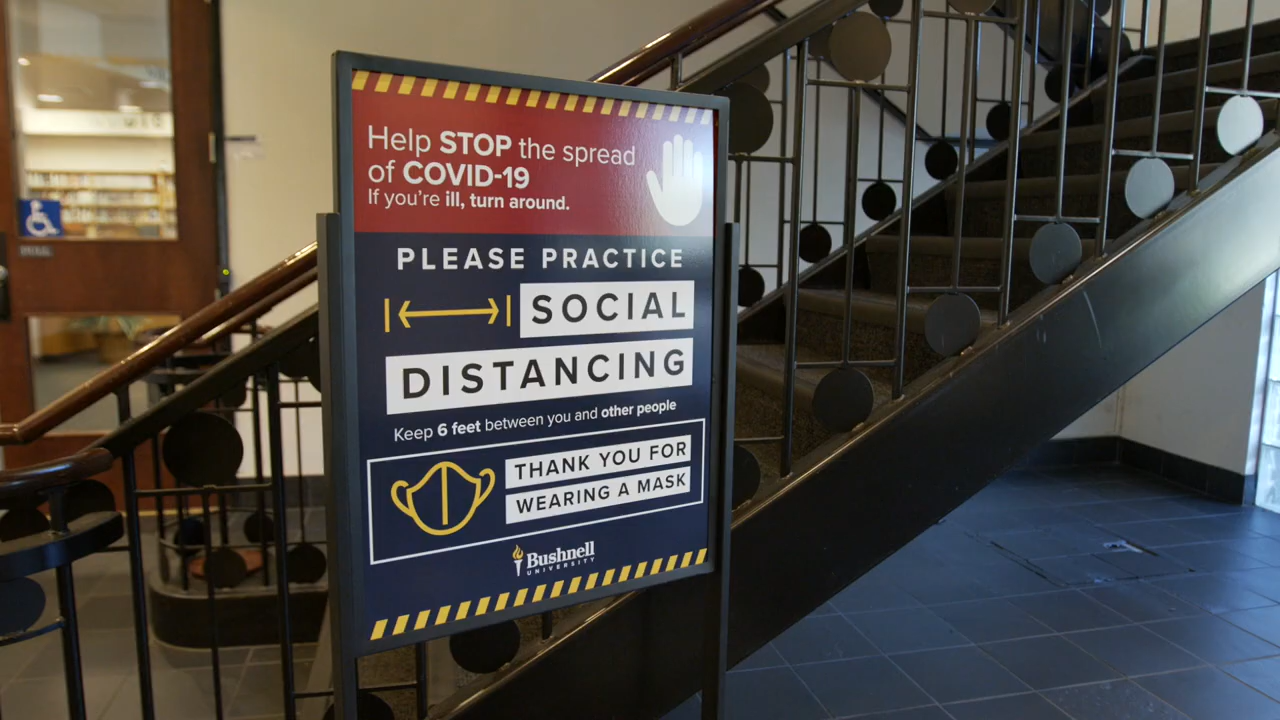 Help STOP the spread
of COVID-19
If you're ill, turn around.
PLEASE PRACTICE
SOCIAL
DISTANCING
Keep 6 feet between you and other people
THANK YOU FOR
WEARING A MASK
Bushnell
UNIVERSITY